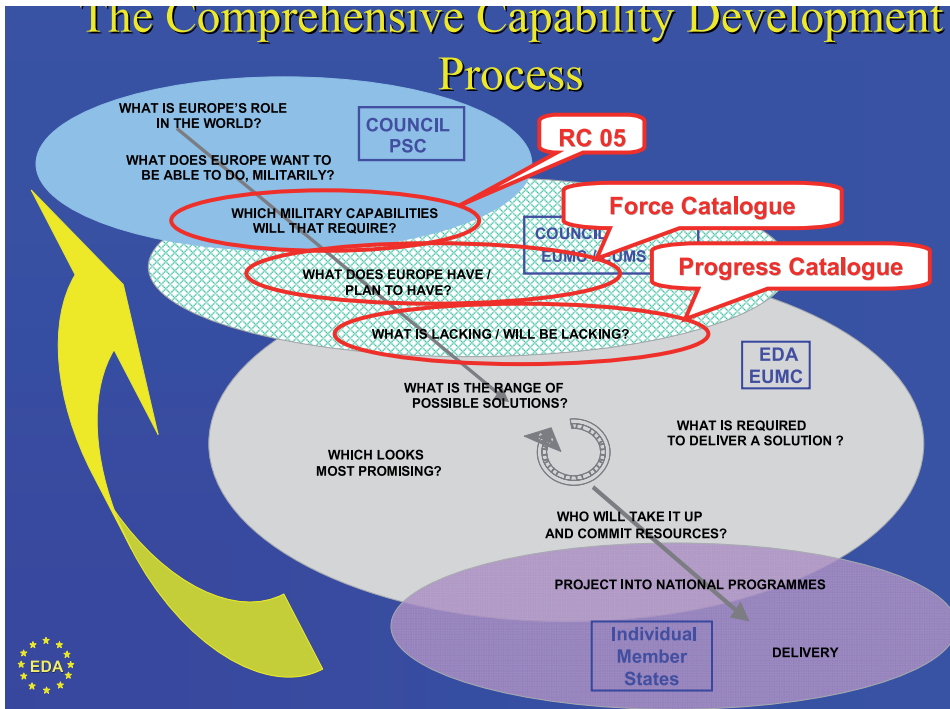 The Comprehensive Capability Development
Process
WHAT IS EUROPE'S ROLE
IN THE WORLD?
COUNCIL
PSC
RC 05
WHAT DOES EUROPE WANT TO
BE ABLE TO DO, MILITARILY?
WHICH MILITARY CAPABILITIES
WILL THAT REQUIRE?
Force Catalogue
COUNCIL
EUMC / EUMS
WHAT DOES EUROPE HAVE /
PLAN TO HAVE?
Progress Catalogue
WHAT IS LACKING / WILL BE LACKING?
EDA
EUMC
WHAT IS THE RANGE OF
POSSIBLE SOLUTIONS?
WHAT IS REQUIRED
TO DELIVER A SOLUTION ?
WHICH LOOKS
MOST PROMISING?
WHO WILL TAKE IT UP
AND COMMIT RESOURCES?
PROJECT INTO NATIONAL PROGRAMMES
Individual
Member
States
DELIVERY
EDA